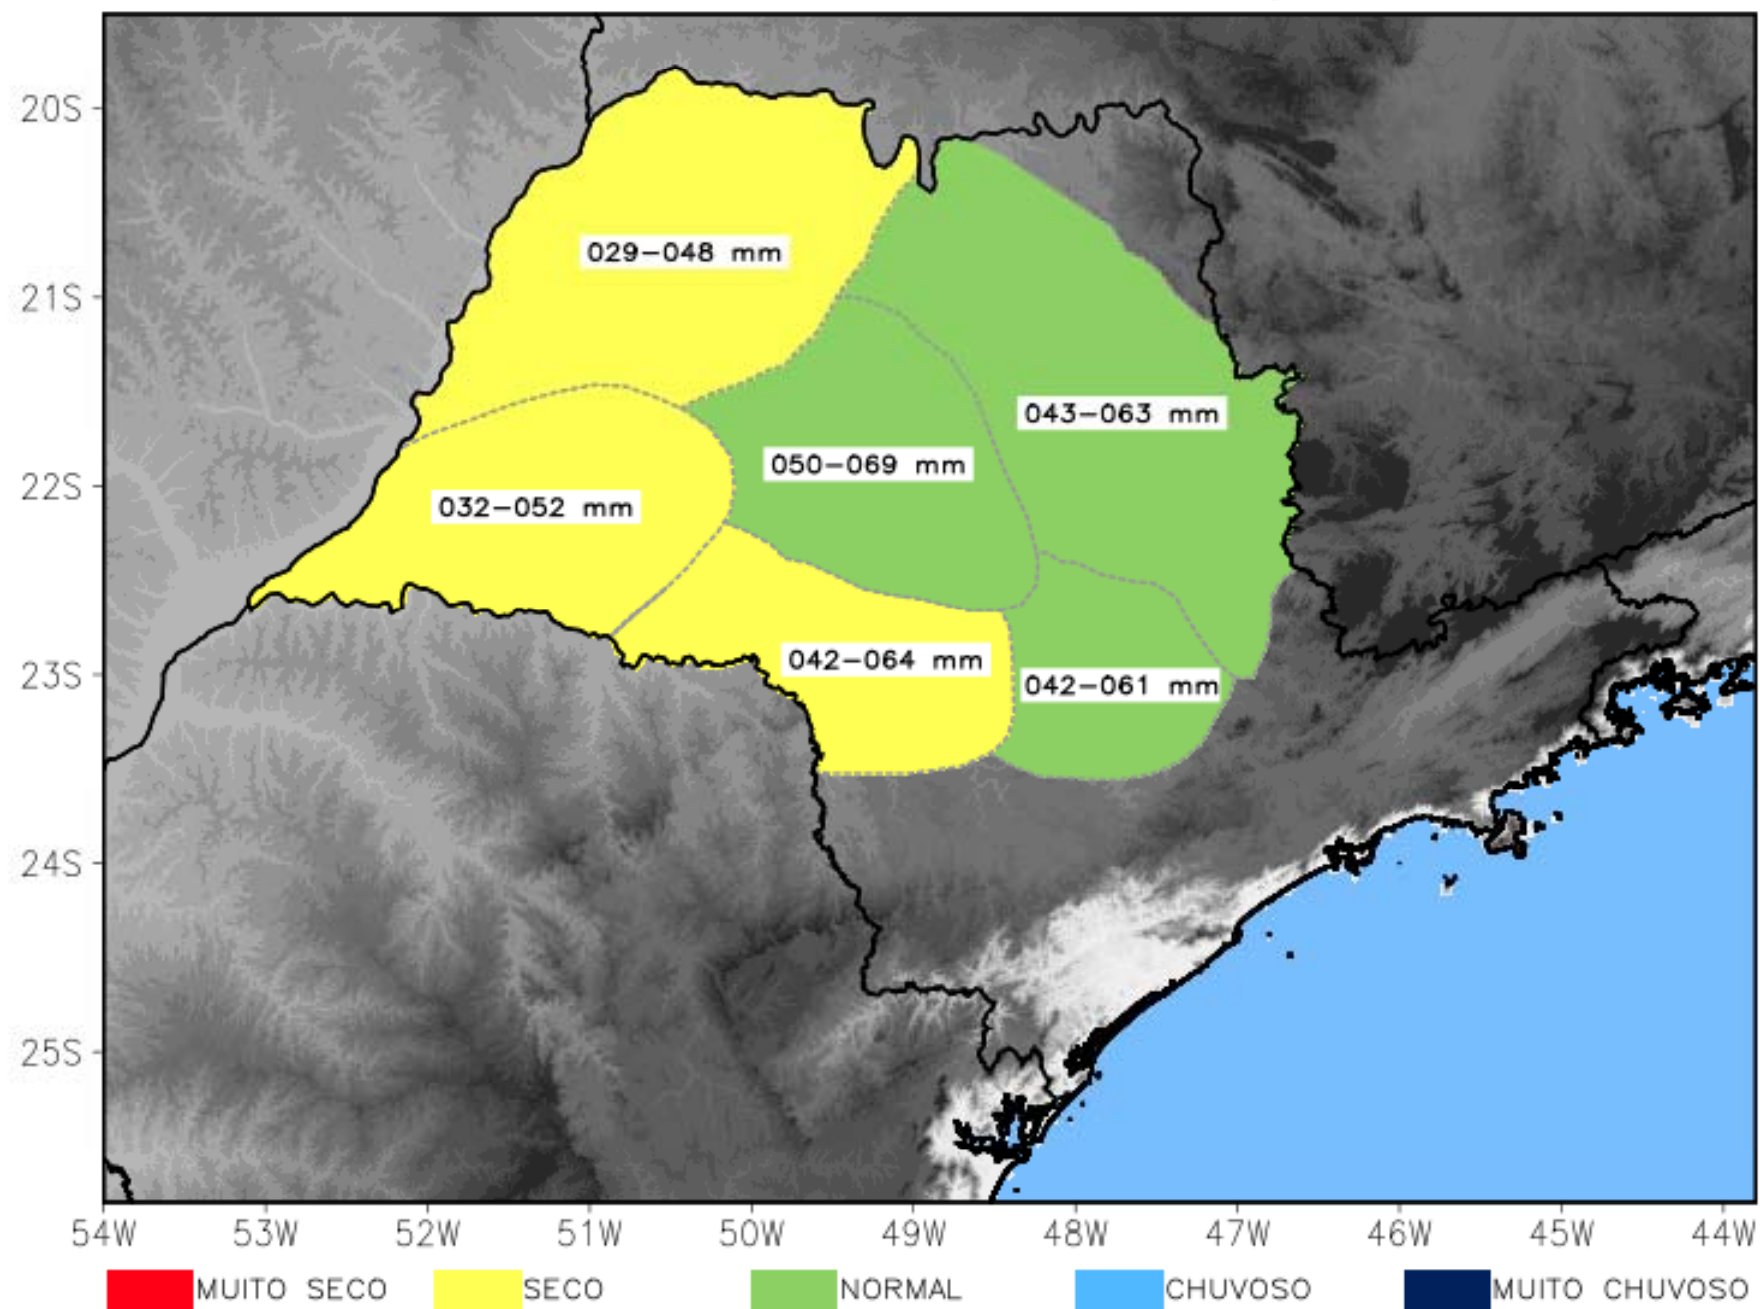 20S
029-048 mm
21S
043-063 mm
050-069 mm
22S
032-052 mm
042-064 mm
23S
042-061 mm
24S
25S
54W 53W 52W 51W 50W 49W 48W 47W 46W 45W 44W
MUITO SECO SECO NORMAL CHUVOSO MUITO CHUVOSO